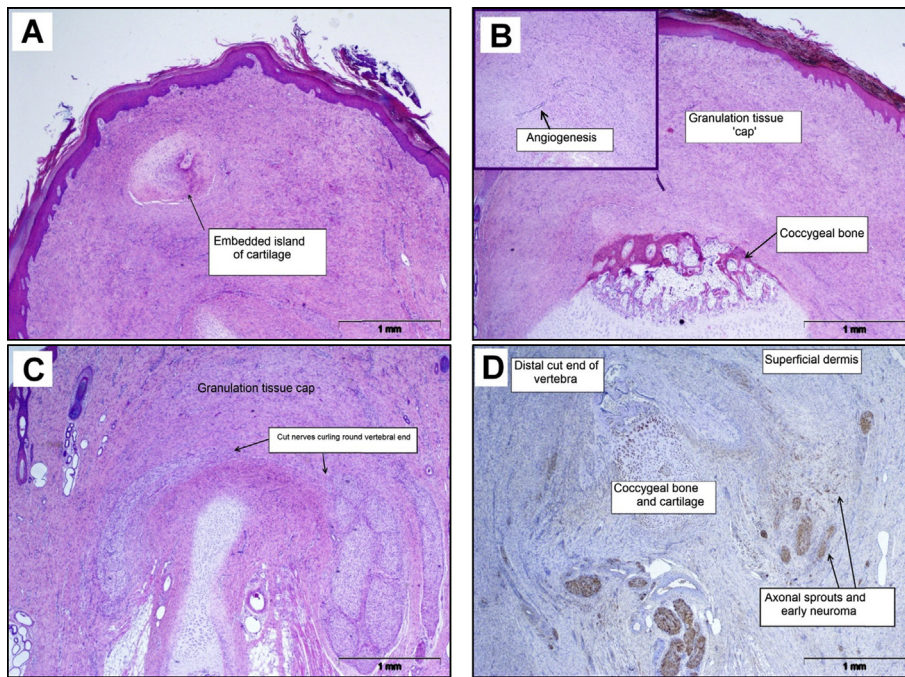 A
Embedded island
of cartilage
1 mm
B
Angiogenesis
Granulation tissue
'cap'
Coccygeal bone
1 mm
C
Granulation tissue cap
Cut nerves curling round vertebral end
1 mm
D
Distal cut end of
vertebra
Superficial dermis
Coccygeal bone
and cartilage
Axonal sprouts and
early neuroma
1 mm